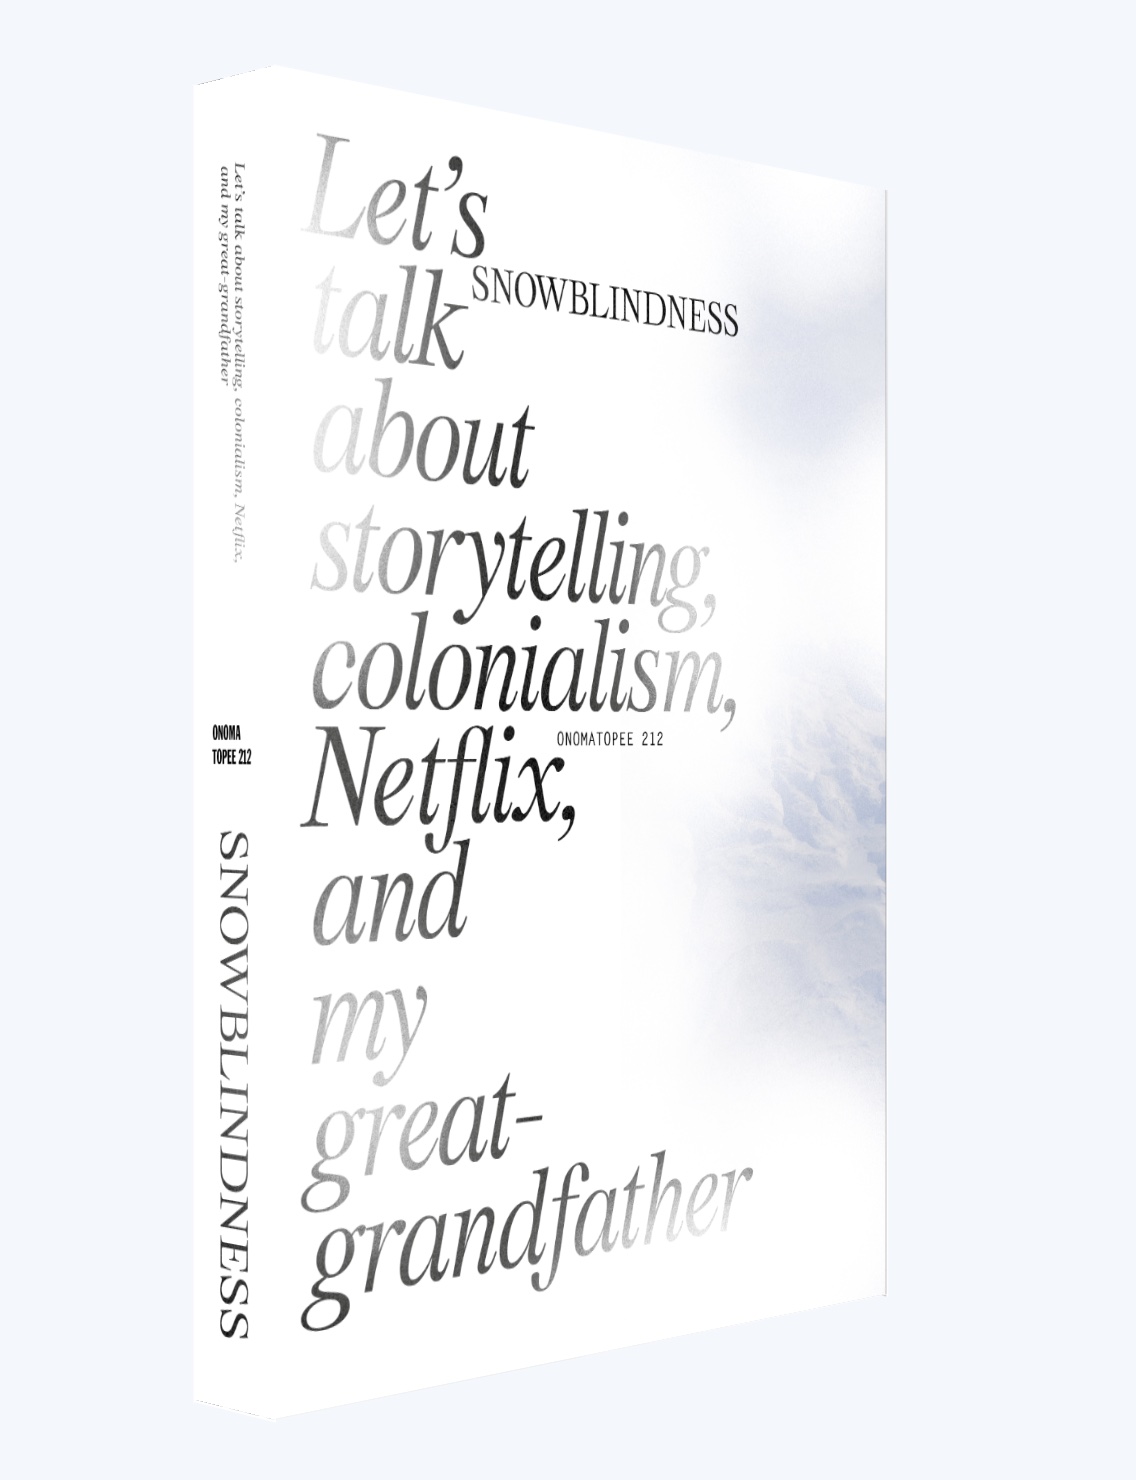 Let's talk about storytelling, colonialism, Netflix,
and my great-grandfather
ONOMA
TOPEE 212
SNOWBLINDNESS
Let's
talk
SNOWBLINDNESS
about
storytelling,
colonialism,
Netflix,
ONOMATOPEE 212
and
my
great-
grandfather